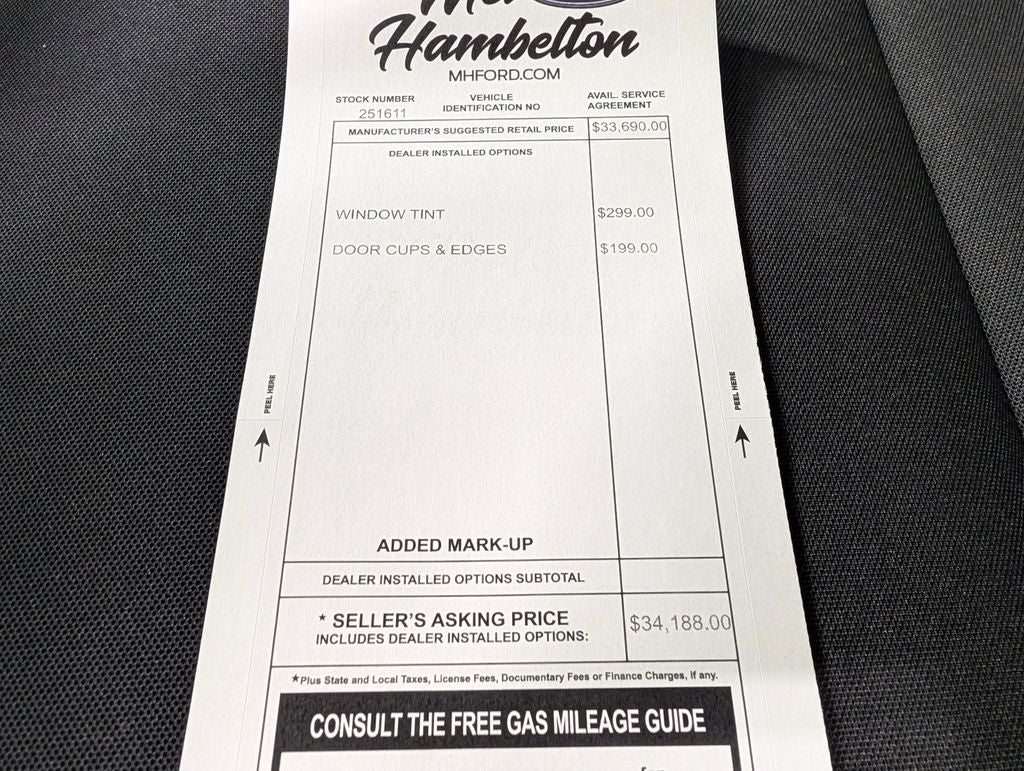 Hambelton
MHFORD.COM
STOCK NUMBER
251611
VEHICLE
IDENTIFICATION NO
AVAIL. SERVICE
AGREEMENT
MANUFACTURER'S SUGGESTED RETAIL PRICE $33,690.00
DEALER INSTALLED OPTIONS
WINDOW TINT $299.00
DOOR CUPS & EDGES $199.00
PEEL HERE
PEEL HERE
ADDED MARK-UP
DEALER INSTALLED OPTIONS SUBTOTAL
* SELLER'S ASKING PRICE $34,188.00
INCLUDES DEALER INSTALLED OPTIONS:
*Plus State and Local Taxes, License Fees, Documentary Fees or Finance Charges, If any.
CONSULT THE FREE GAS MILEAGE GUIDE